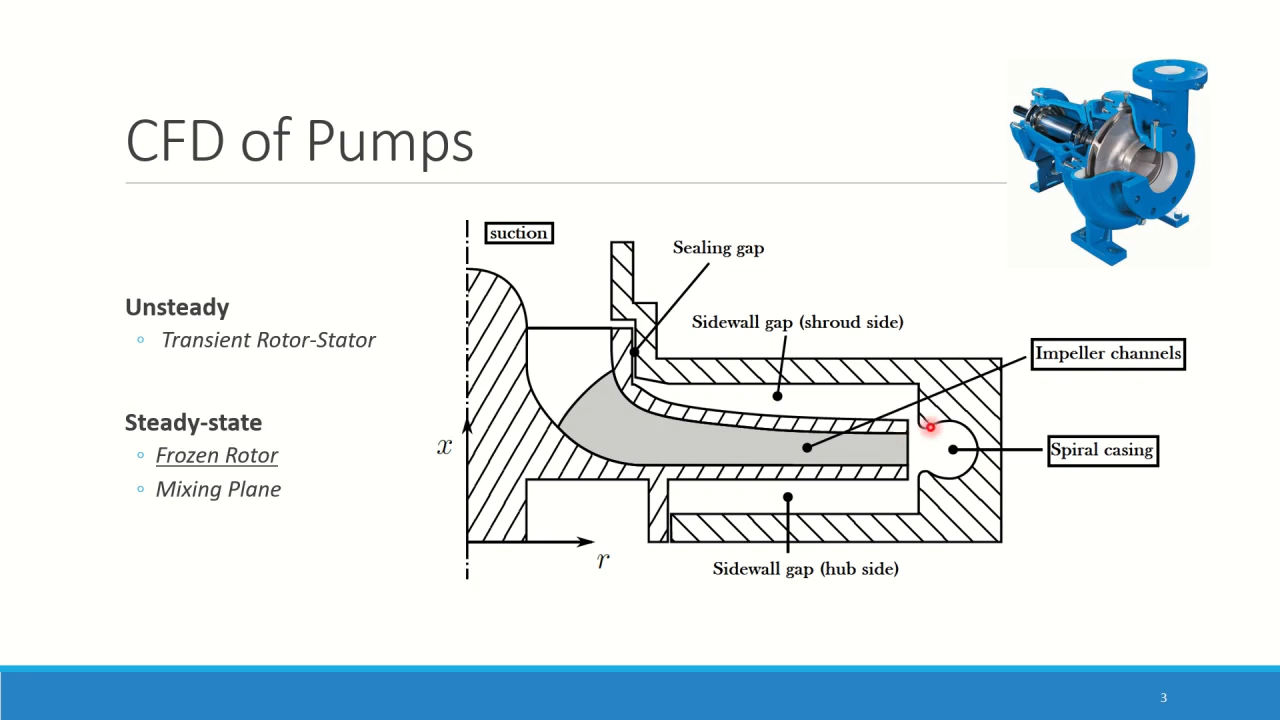 CFD of Pumps
Unsteady
Transient Rotor-Stator
Steady-state
Frozen Rotor
Mixing Plane
suction
Sealing gap
Sidewall gap (shroud side)
Impeller channels
Spiral casing
Sidewall gap (hub side)
x
r
3